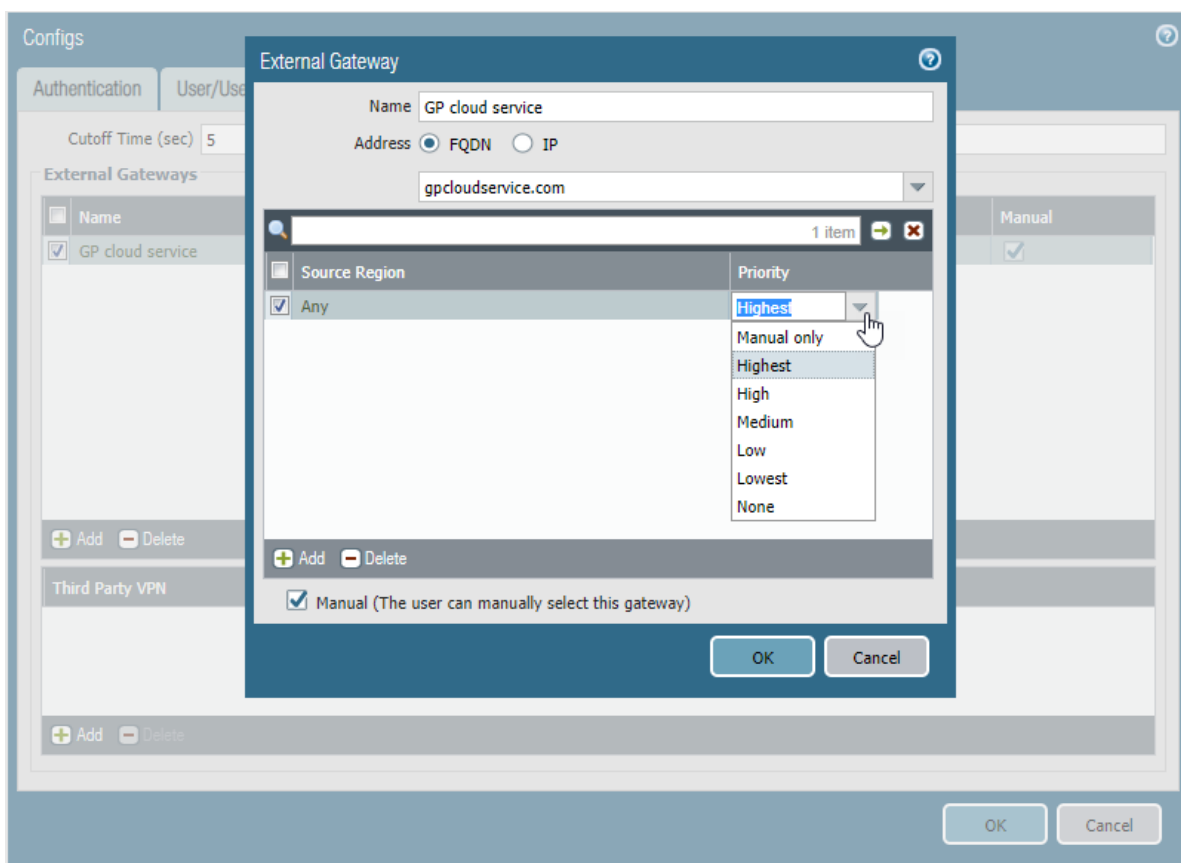 Configs
Authentication
User/Use
Cutoff Time (sec) 5
External Gateways
Name
Manual
GP cloud service
Add Delete
Third Party VPN
Add Delete
OK Cancel
External Gateway
Name GP cloud service
Address FQDN IP
gpcloudservice.com
1 item
Source Region Priority
Any Highest
Manual only
Highest
High
Medium
Low
Lowest
None
Add Delete
Manual (The user can manually select this gateway)
OK Cancel